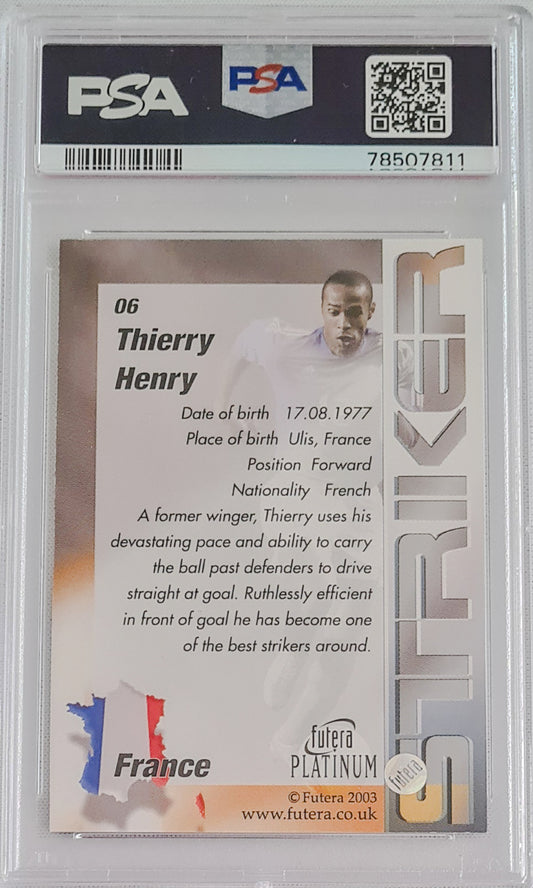 PSA
PSA
78507811
06
Thierry
Henry
Date of birth 17.08.1977
Place of birth Ulis, France
Position Forward
Nationality French
A former winger, Thierry uses his
devastating pace and ability to carry
the ball past defenders to drive
straight at goal. Ruthlessly efficient
in front of goal he has become one
of the best strikers around.
STRIKER
France
futera
PLATINUM
futera
© Futera 2003
www.futera.co.uk